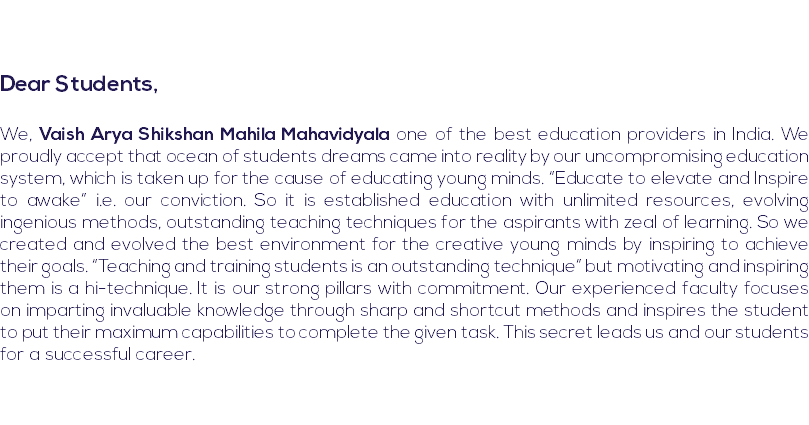 Dear Students,
We, Vaish Arya Shikshan Mahila Mahavidyala one of the best education providers in India. We
proudly accept that ocean of students dreams came into reality by our uncompromising education
system, which is taken up for the cause of educating young minds. “Educate to elevate and Inspire
to awake” i.e. our conviction. So it is established education with unlimited resources, evolving
ingenious methods, outstanding teaching techniques for the aspirants with zeal of learning. So we
created and evolved the best environment for the creative young minds by inspiring to achieve
their goals. “Teaching and training students is an outstanding technique” but motivating and inspiring
them is a hi-technique. It is our strong pillars with commitment. Our experienced faculty focuses
on imparting invaluable knowledge through sharp and shortcut methods and inspires the student
to put their maximum capabilities to complete the given task. This secret leads us and our students
for a successful career.